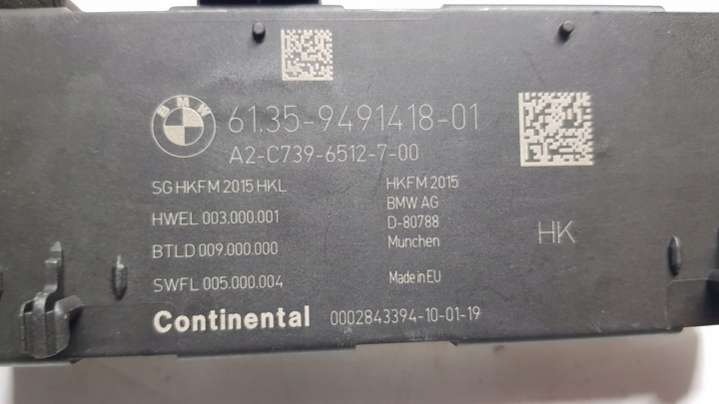 BMW
61.35-9491418-01
A2-C739-6512-7-00
SG HKFM 2015 HKL
HWEL 003.000.001
BTLD 009.000.000
SWFL 005.000.004
HKFM 2015
BMW AG
D-80788
Munchen
Made in EU
HK
Continental 0002843394-10-01-19